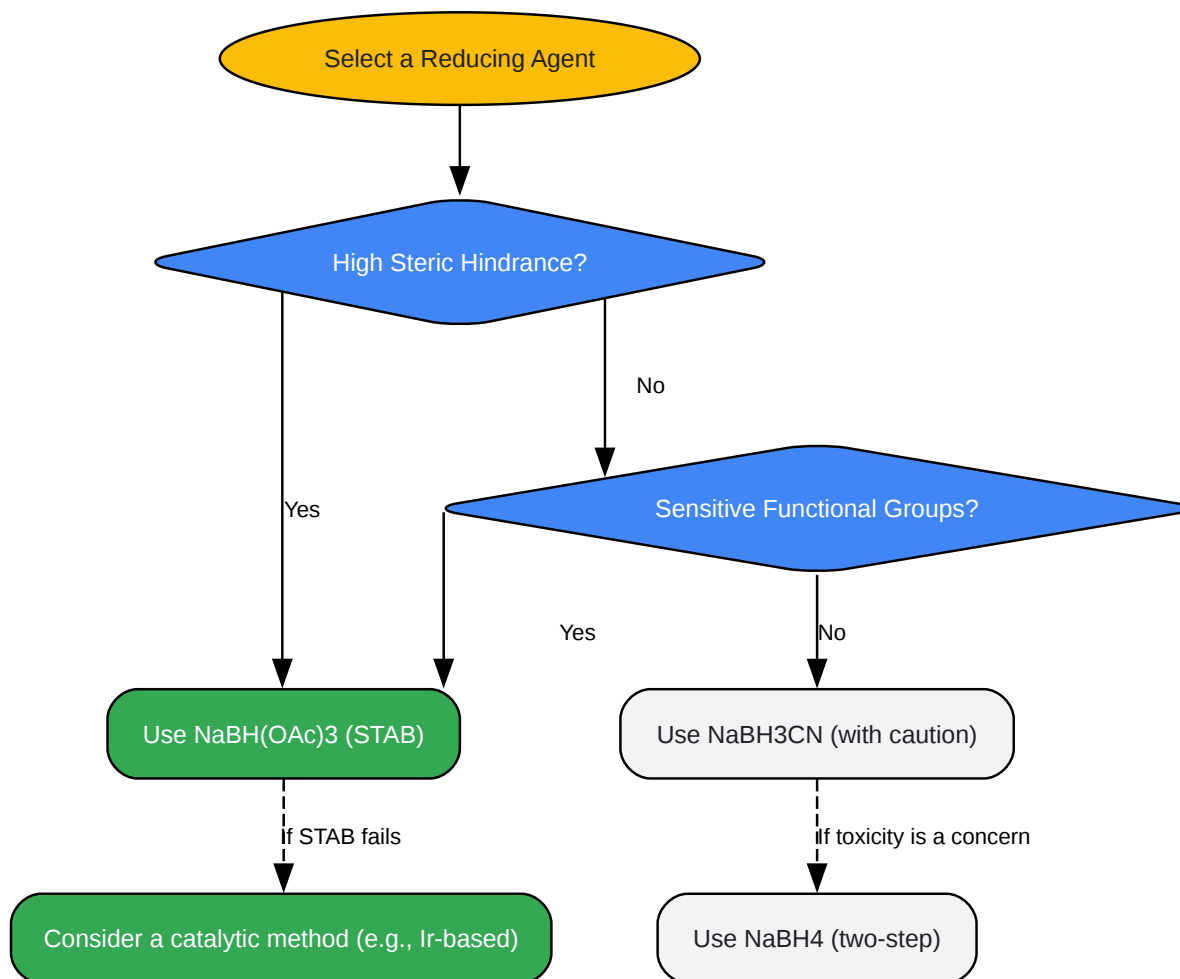 Select a Reducing Agent
High Steric Hindrance?
No
Yes
Sensitive Functional Groups?
Yes
No
Use NaBH(OAc)3 (STAB)
Use NaBH3CN (with caution)
If STAB fails
If toxicity is a concern
Consider a catalytic method (e.g., Ir-based)
Use NaBH4 (two-step)